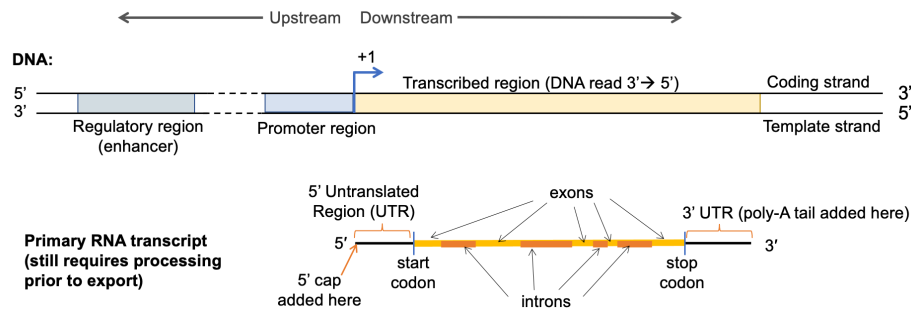 Upstream Downstream
DNA:
+1
Transcribed region (DNA read 3’→ 5’)
Coding strand
5’ 3’
3’ 5’
Regulatory region
(enhancer)
Promoter region
Template strand
5’ Untranslated
Region (UTR)
exons
3’ UTR (poly-A tail added here)
Primary RNA transcript
(still requires processing
prior to export)
5’ 3’
start
codon
stop
codon
5’ cap
added here
introns